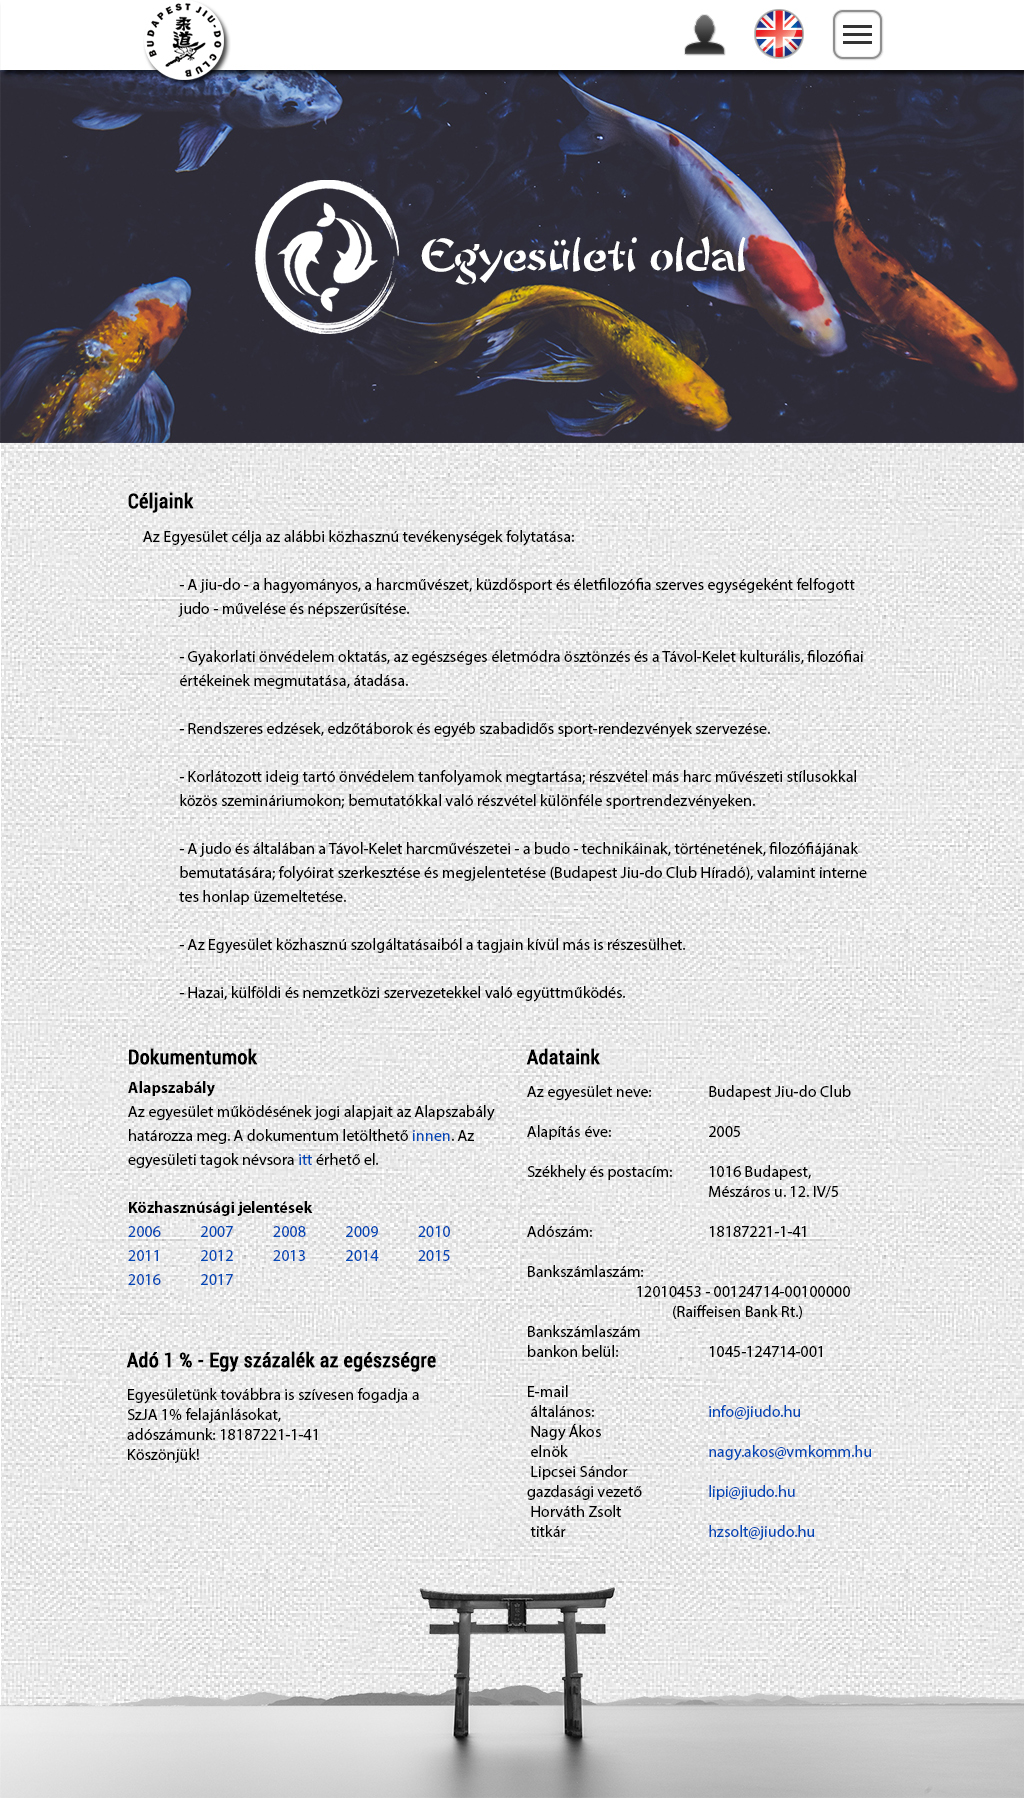 BUDAPEST JIU-DO CLUB
柔道
Egyesületi oldal
Céljaink
Az Egyesület célja az alábbi közhasznú tevékenységek folytatása:
- A jiu-do - a hagyományos, a harcművészet, küzdősport és életfilozófia szerves egységeként felfogott
judo - művelése és népszerűsítése.
- Gyakorlati önvédelem oktatás, az egészséges életmódra ösztönzés és a Távol-Kelet kulturális, filozófiai
értékeinek megmutatása, átadása.
- Rendszeres edzések, edzőtáborok és egyéb szabadidős sport-rendezvények szervezése.
- Korlátozott ideig tartó önvédelem tanfolyamok megtartása; részvétel más harc művészeti stílusokkal
közös szemináriumokon; bemutatókkal való részvétel különféle sportrendezvényeken.
- A judo és általában a Távol-Kelet harcművészetei - a budo - technikáinak, történetének, filozófiájának
bemutatására; folyóirat szerkesztése és megjelentetése (Budapest Jiu-do Club Híradó), valamint interne
tes honlap üzemeltetése.
- Az Egyesület közhasznú szolgáltatásaiból a tagjain kívül más is részesülhet.
- Hazai, külföldi és nemzetközi szervezetekkel való együttműködés.
Dokumentumok
Alapszabály
Az egyesület működésének jogi alapjait az Alapszabály
határozza meg. A dokumentum letölthető innen. Az
egyesületi tagok névsora itt érhető el.
Közhasznúsági jelentések
2006 2007 2008 2009 2010
2011 2012 2013 2014 2015
2016 2017
Adó 1 % - Egy százalék az egészségre
Egyesületünk továbbra is szívesen fogadja a
SzJA 1% felajánlásokat,
adószámunk: 18187221-1-41
Köszönjük!
Adataink
Az egyesület neve: Budapest Jiu-do Club
Alapítás éve: 2005
Székhely és postacím: 1016 Budapest,
Mészáros u. 12. IV/5
Adószám: 18187221-1-41
Bankszámlaszám:
12010453 - 00124714-00100000
(Raiffeisen Bank Rt.)
Bankszámlaszám
bankon belül: 1045-124714-001
E-mail
általános: info@jiudo.hu
Nagy Ákos
elnök nagy.akos@vmkomm.hu
Lipcsei Sándor
gazdasági vezető lipi@jiudo.hu
Horváth Zsolt
titkár hzsolt@jiudo.hu